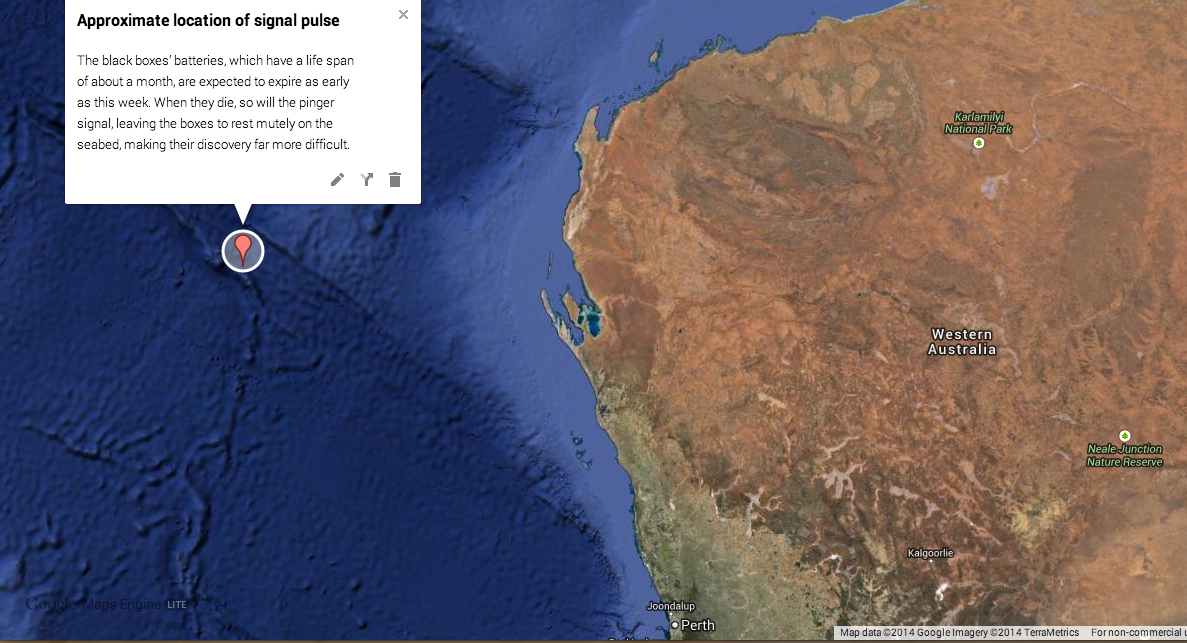 Approximate location of signal pulse
The black boxes' batteries, which have a life span
of about a month, are expected to expire as early
as this week. When they die, so will the pinger
signal, leaving the boxes to rest mutely on the
seabed, making their discovery far more difficult.
Karlamilyi
National Park
Western
Australia
Neale Junction
Nature Reserve
Kalgoorlie
Google Maps Engine LITE
Joondalup
Perth
Map data ©2014 Google Imagery ©2014 TerraMetrics For non-commercial